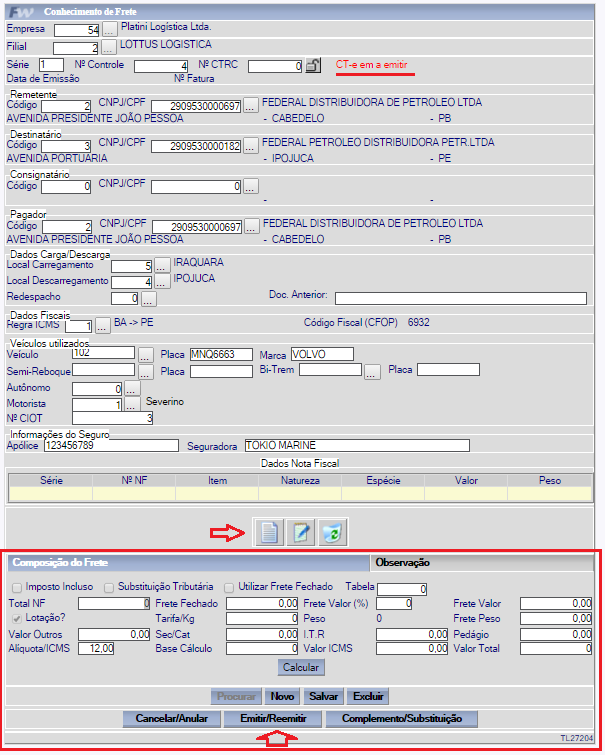 FW Conhecimento de Frete
Empresa 54 ... Platini Logística Ltda.
Filial 2 ... LOTTUS LOGISTICA
Série 1 Nº Controle 4 Nº CTRC 0 CT-e em a emitir
Data de Emissão Nº Fatura
Remetente
Código 2 CNPJ/CPF 2909530000697 ... FEDERAL DISTRIBUIDORA DE PETROLEO LTDA
AVENIDA PRESIDENTE JOÃO PESSOA - CABEDELO - PB
Destinatário
Código 3 CNPJ/CPF 2909530000182 ... FEDERAL PETROLEO DISTRIBUIDORA PETR.LTDA
AVENIDA PORTUARIA - IPOJUCA - PE
Consignatário
Código 0 CNPJ/CPF 0 ...
- -
Pagador
Código 2 CNPJ/CPF 2909530000697 ... FEDERAL DISTRIBUIDORA DE PETROLEO LTDA
AVENIDA PRESIDENTE JOÃO PESSOA - CABEDELO - PB
Dados Carga/Descarga
Local Carregamento 5 ... IRAQUARA
Local Descarregamento 4 ... IPOJUCA
Redespacho 0 ... Doc. Anterior:
Dados Fiscais
Regra ICMS 1 ... BA -> PE Código Fiscal (CFOP) 6932
Veículos utilizados
Veículo 102 ... Placa MNQ6663 Marca VOLVO
Semi-Reboque ... Placa Bi-Trem ... Placa
Autônomo 0 ...
Motorista 1 ... Severino
Nº CIOT 3
Informações do Seguro
Apólice 123456789 Seguradora TOKIO MARINE
Dados Nota Fiscal
Série Nº NF Item Natureza Espécie Valor Peso
Composição do Frete Observação
Imposto Incluso Substituição Tributária Utilizar Frete Fechado Tabela 0
Total NF 0 Frete Fechado 0,00 Frete Valor (%) 0 Frete Valor 0,00
Lotação? Tarifa/Kg 0 Peso 0 Frete Peso 0,00
Valor Outros 0,00 Sec/Cat 0,00 I.T.R 0,00 Pedágio 0,00
Aliquota/ICMS 12,00 Base Cálculo 0 Valor ICMS 0,00 Valor Total 0
Calcular
Procurar Novo Salvar Excluir
Cancelar/Anular Emitir/Reemitir Complemento/Substituição
TL27204